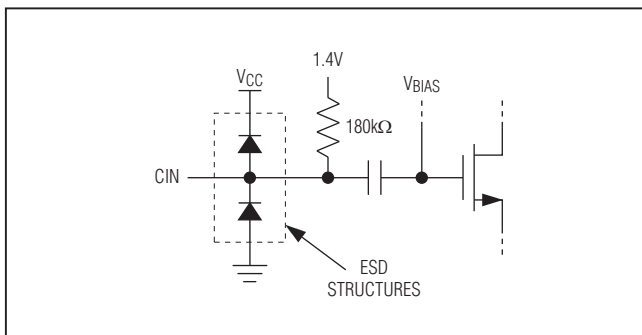 1.4V
VCC
VBIAS
180kΩ
CIN
ESD
STRUCTURES